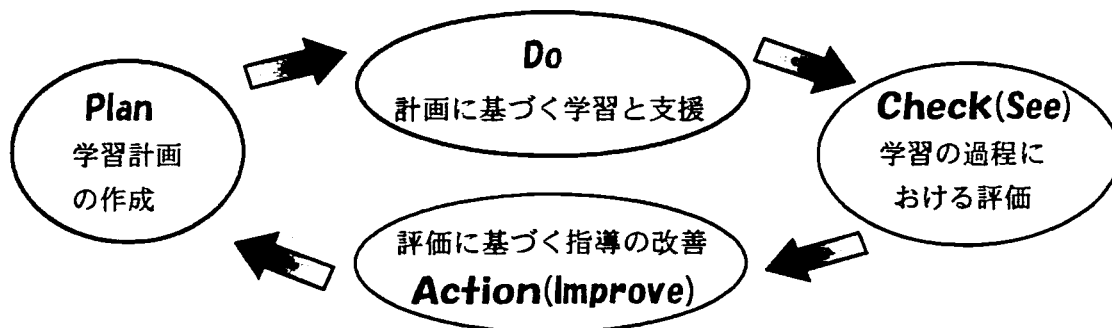 Plan
学習計画
の作成
Do
計画に基づく学習と支援
Check(See)
学習の過程に
おける評価
評価に基づく指導の改善
Action(Improve)